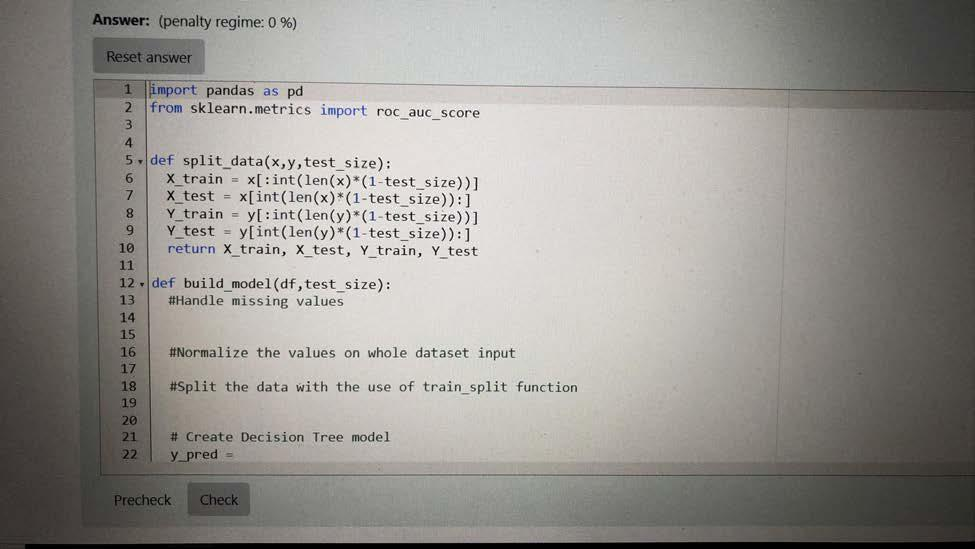 Answer: (penalty regime: 0 %)
Reset answer
1 import pandas as pd
2 from sklearn.metrics import roc_auc_score
3
4
5 def split_data(x,y,test_size):
6 X_train = x[:int(len(x)*(1-test_size))]
7 X_test = x[int(len(x)*(1-test_size)):]
8 Y_train = y[:int(len(y)*(1-test_size))]
9 Y_test = y[int(len(y)*(1-test_size)):]
10 return X_train, X_test, Y_train, Y_test
11
12 def build_model(df,test_size):
13 #Handle missing values
14
15
16 #Normalize the values on whole dataset input
17
18 #Split the data with the use of train_split function
19
20
21 # Create Decision Tree model
22 y_pred =
Precheck Check